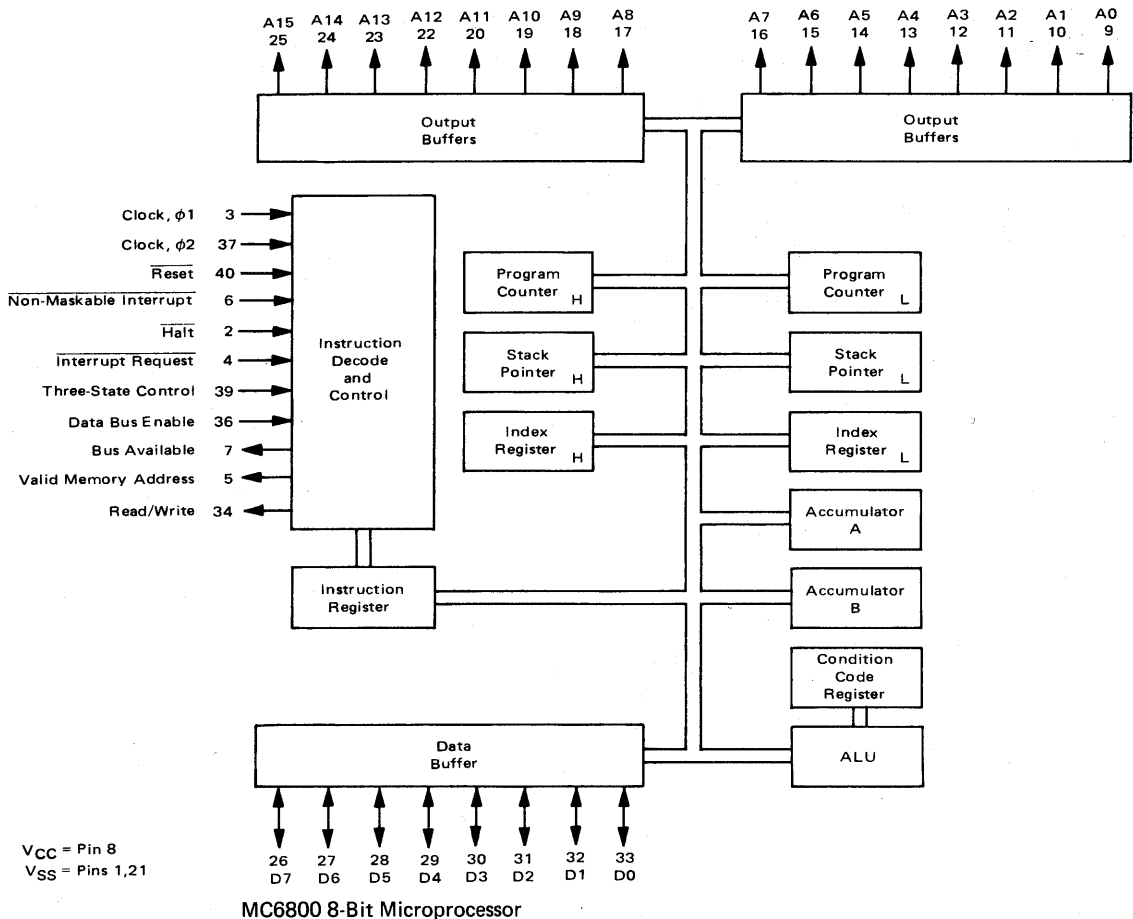 A15 A14 A13 A12 A11 A10 A9 A8 A7 A6 A5 A4 A3 A2 A1 A0
25 24 23 22 20 19 18 17 16 15 14 13 12 11 10 9
Output
Buffers
Output
Buffers
Clock, ϕ1 3
Clock, ϕ2 37
Reset 40
Non-Maskable Interrupt 6
Halt 2
Interrupt Request 4
Three-State Control 39
Data Bus Enable 36
Bus Available 7
Valid Memory Address 5
Read/Write 34
Instruction
Decode
and
Control
Program
Counter
H
Program
Counter
L
Stack
Pointer
H
Stack
Pointer
L
Index
Register
H
Index
Register
L
Accumulator
A
Instruction
Register
Accumulator
B
Condition
Code
Register
Data
Buffer
ALU
26 27 28 29 30 31 32 33
D7 D6 D5 D4 D3 D2 D1 D0
VCC = Pin 8
VSS = Pins 1,21
MC6800 8-Bit Microprocessor